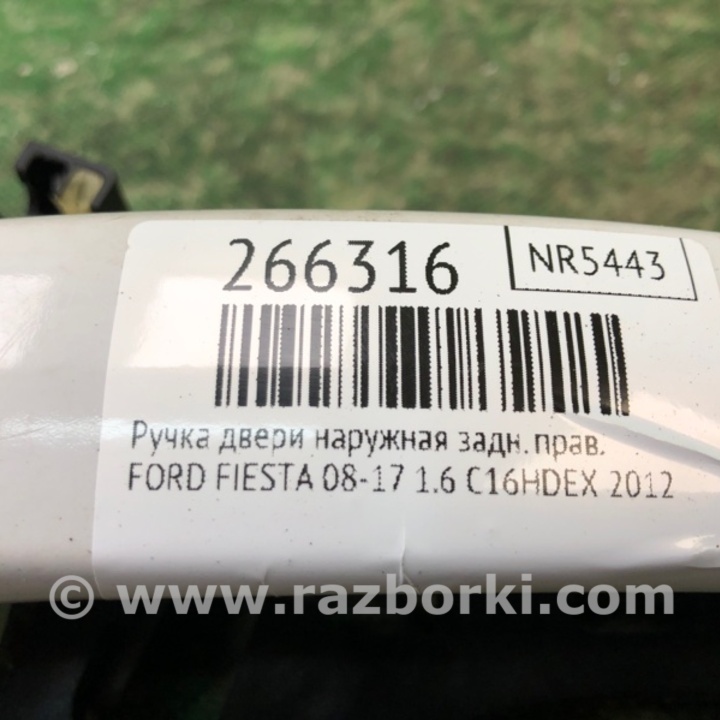 266316
NR5443
Ручка двери наружная задн. прав.
FORD FIESTA 08-17 1.6 C16HDEX 2012
© www.razborki.com